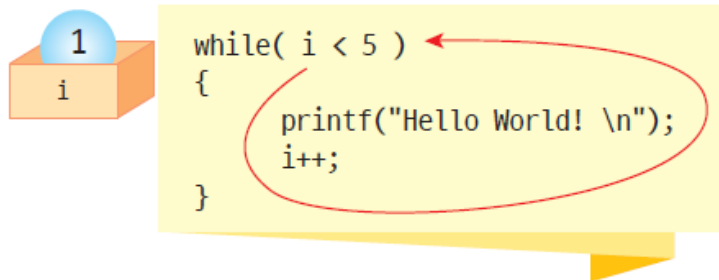 1
i
while( i < 5 )
{
printf("Hello World! \n");
i++;
}